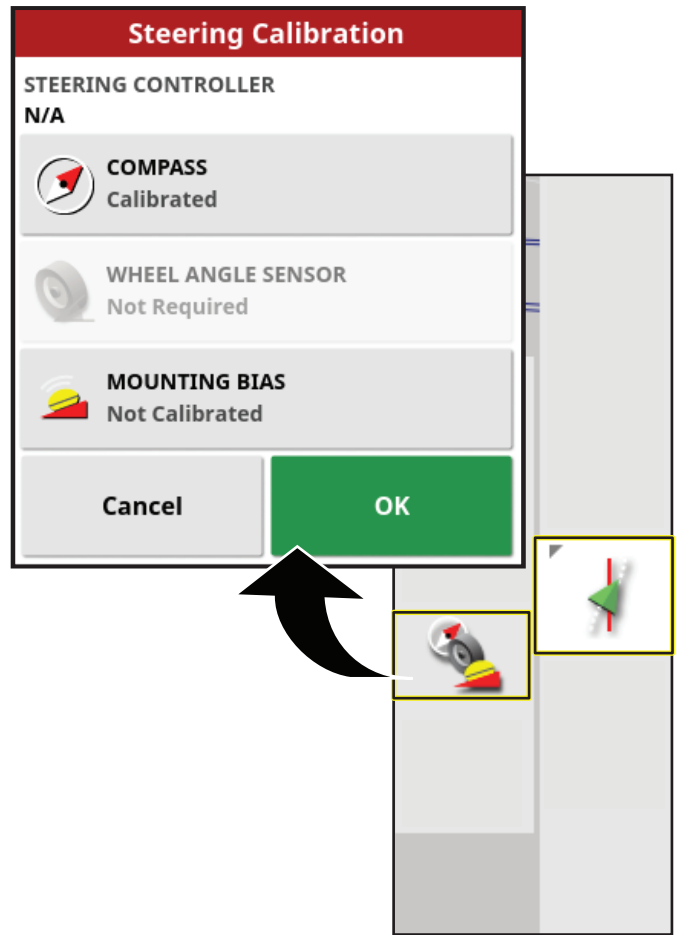 Steering Calibration
STEERING CONTROLLER
N/A
COMPASS
Calibrated
WHEEL ANGLE SENSOR
Not Required
MOUNTING BIAS
Not Calibrated
Cancel
OK